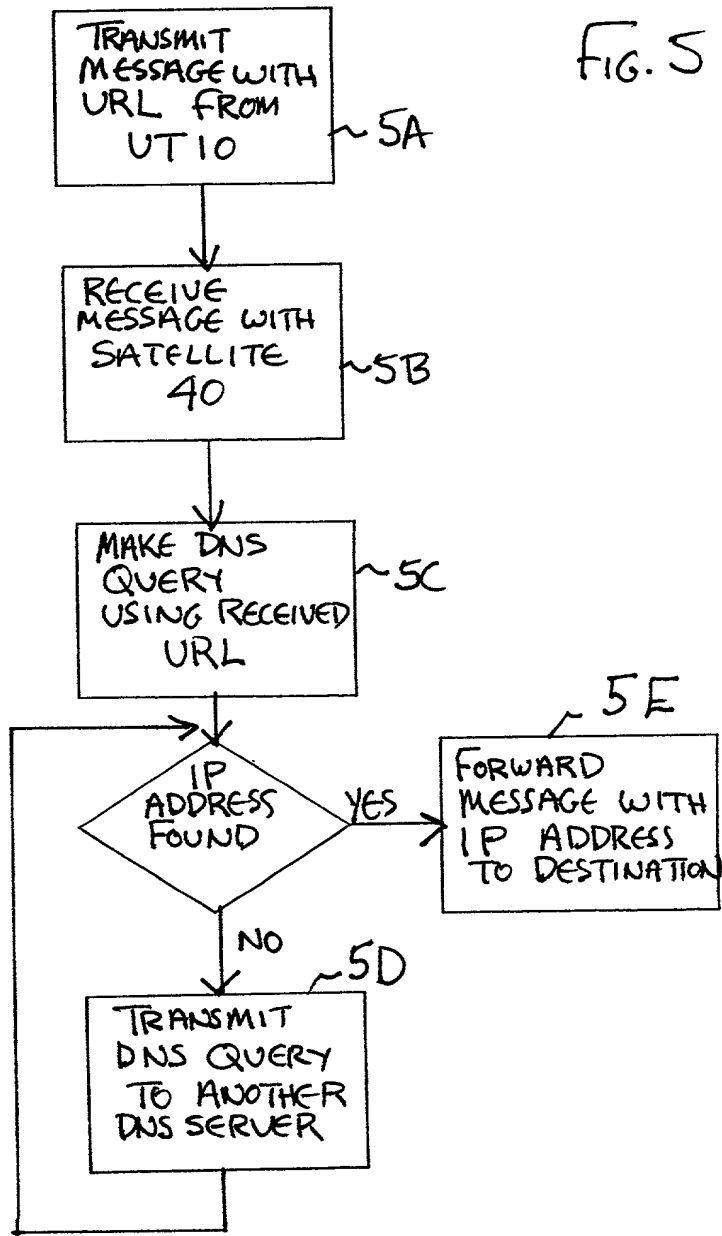 FIG. 5
TRANSMIT
MESSAGE WITH
URL FROM
UT 10
5A
RECEIVE
MESSAGE WITH
SATELLITE
40
5B
MAKE DNS
QUERY
USING RECEIVED
URL
5C
IP
ADDRESS
FOUND
YES
5E
FORWARD
MESSAGE WITH
IP ADDRESS
TO DESTINATION
NO
5D
TRANSMIT
DNS QUERY
TO ANOTHER
DNS SERVER